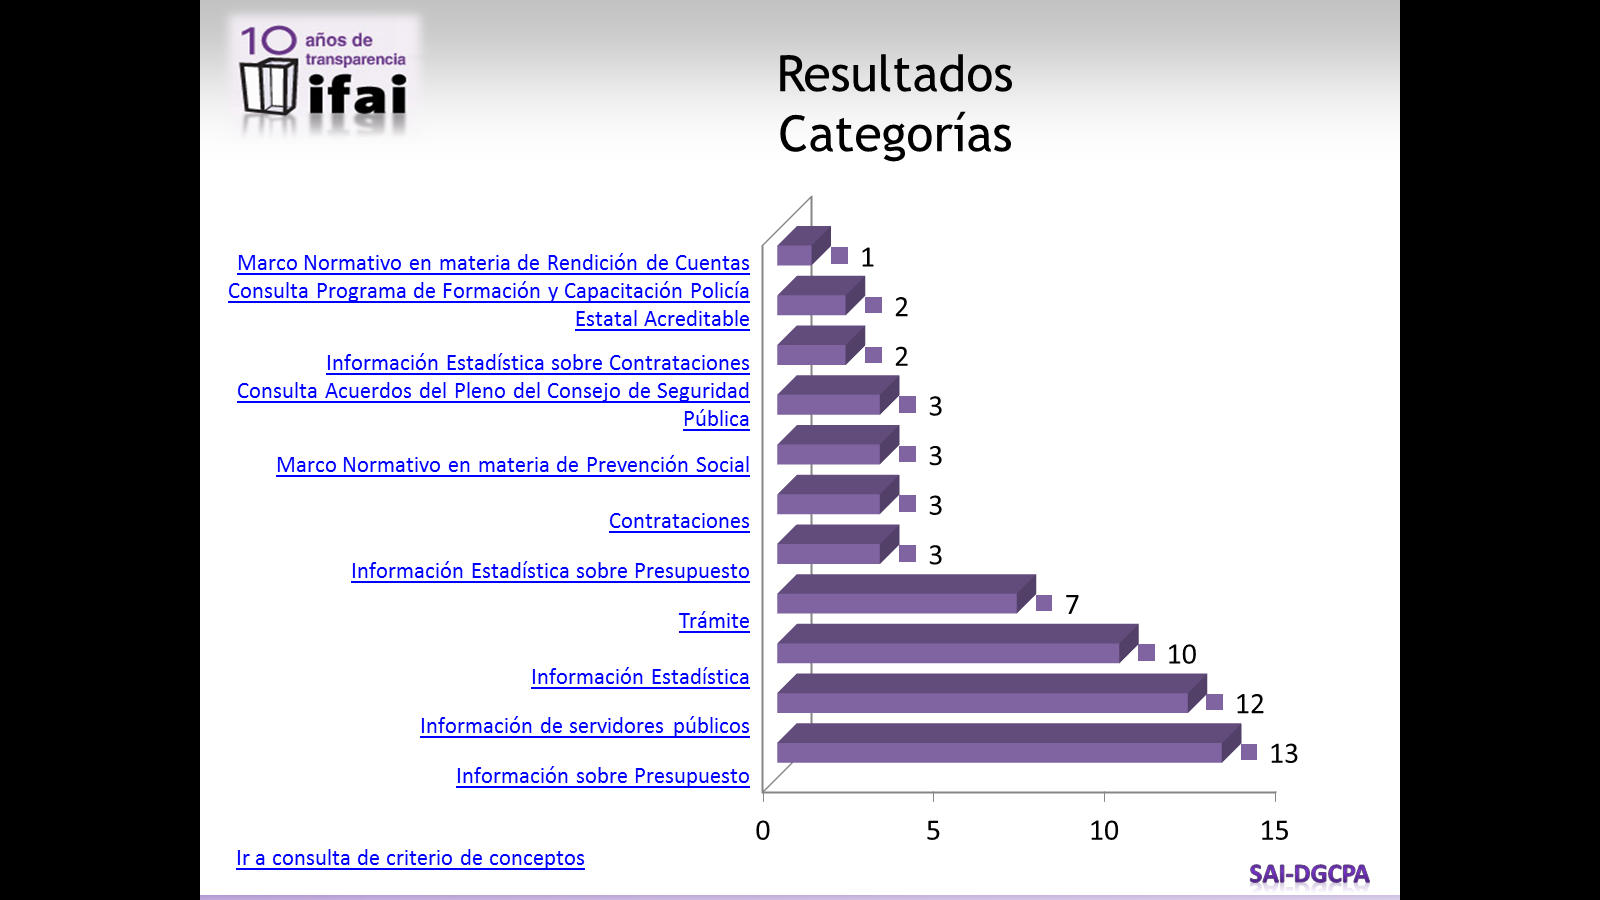 10 años de
transparencia
ifai
Resultados
Categorías
Marco Normativo en materia de Rendición de Cuentas
Consulta Programa de Formación y Capacitación Policía
Estatal Acreditable
Información Estadística sobre Contrataciones
Consulta Acuerdos del Pleno del Consejo de Seguridad
Pública
Marco Normativo en materia de Prevención Social
Contrataciones
Información Estadística sobre Presupuesto
Trámite
Información Estadística
Información de servidores públicos
Información sobre Presupuesto
1
2
2
3
3
3
3
7
10
12
13
0 5 10 15
Ir a consulta de criterio de conceptos
SAI-DGCPA